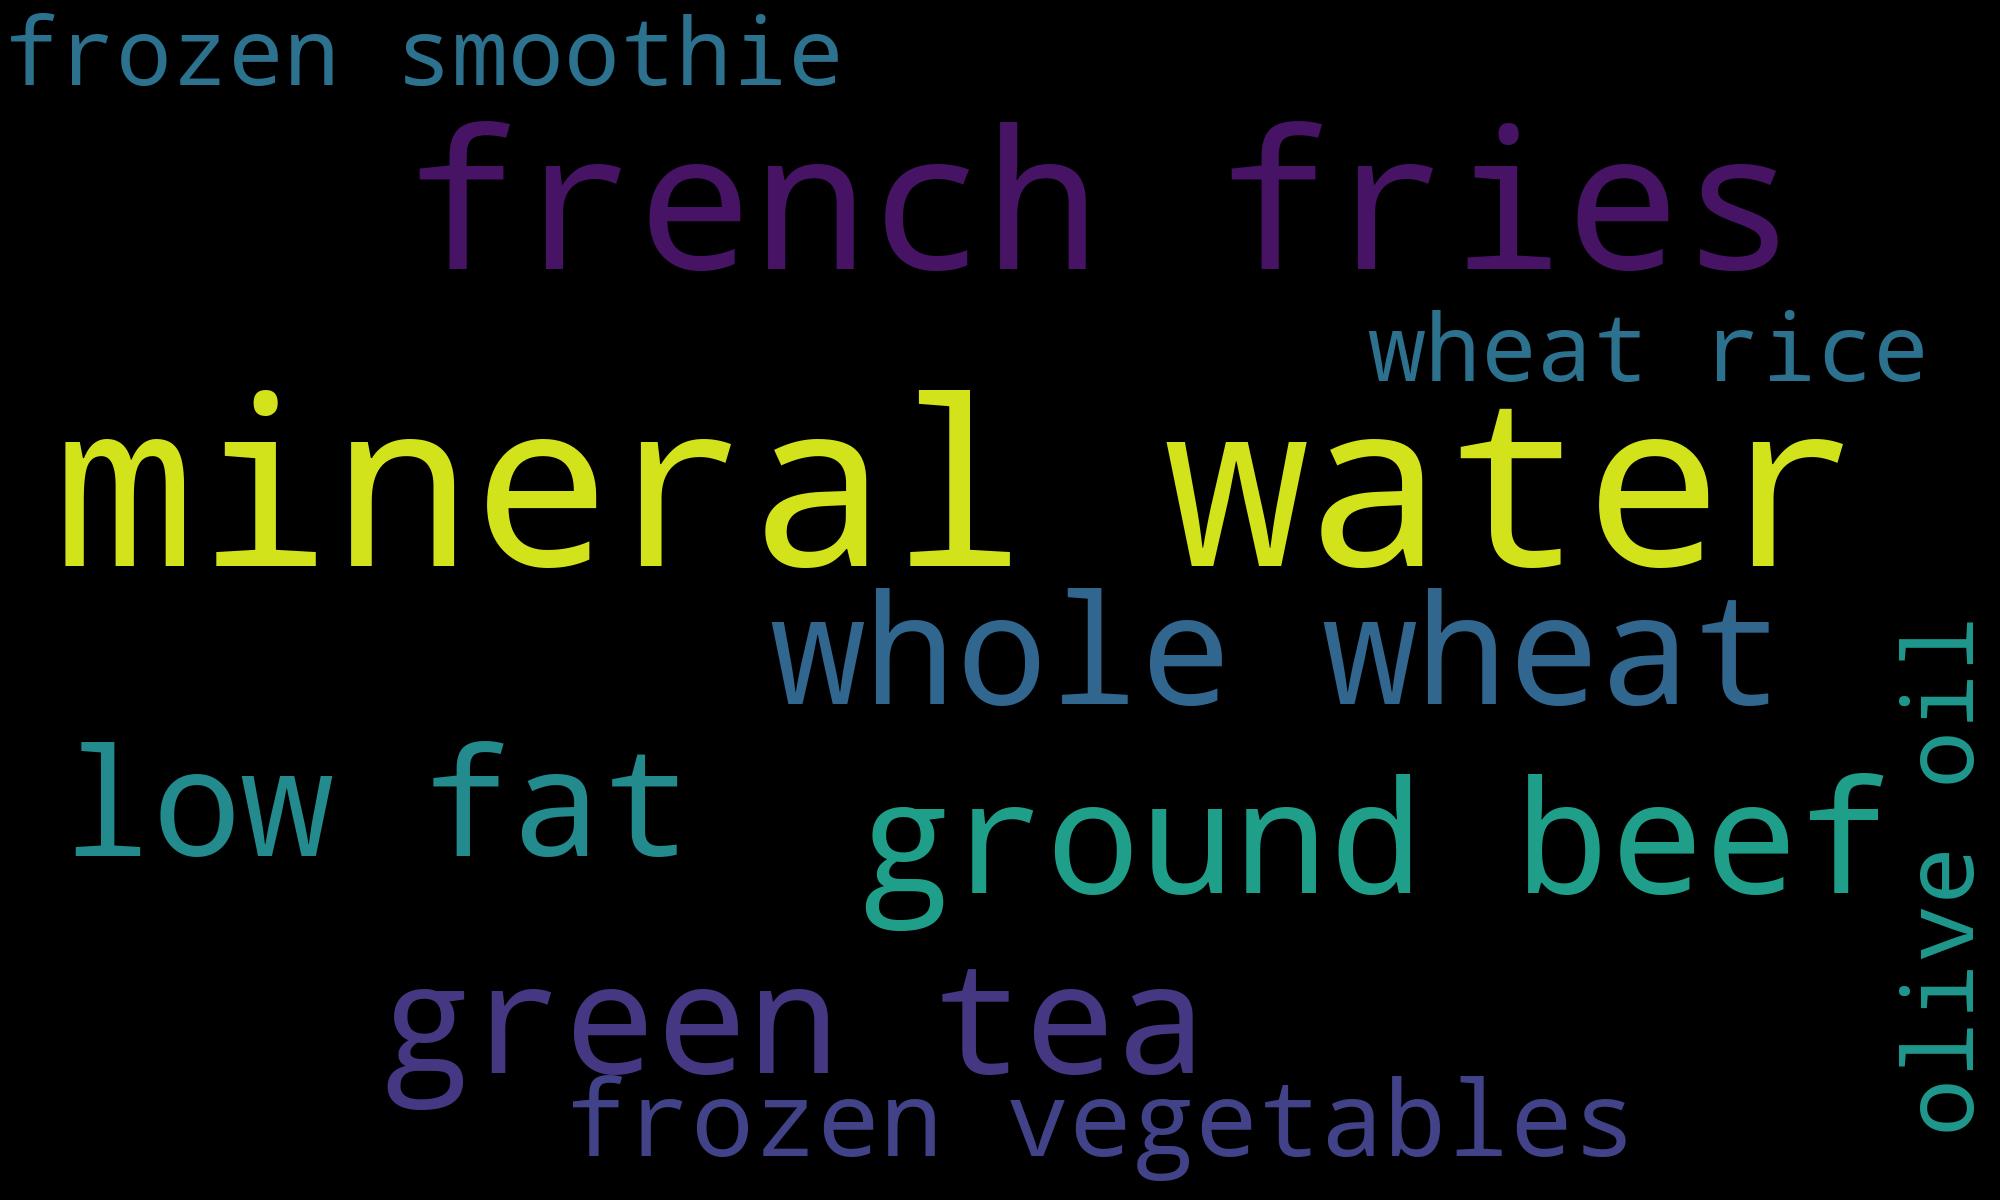 frozen smoothie
french fries
wheat rice
mineral water
whole wheat
low fat
ground beef
olive oil
green tea
frozen vegetables